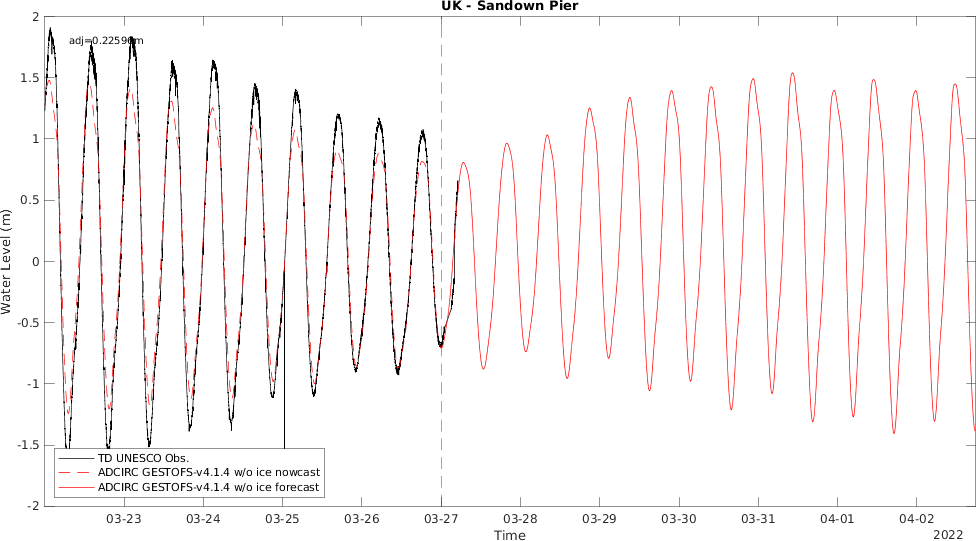 UK - Sandown Pier
adj=0.22596m
2
1.5
1
0.5
0
-0.5
-1
-1.5
-2
Water Level (m)
TD UNESCO Obs.
ADCIRC GESTOFS-v4.1.4 w/o ice nowcast
ADCIRC GESTOFS-v4.1.4 w/o ice forecast
03-23 03-24 03-25 03-26 03-27 03-28 03-29 03-30 03-31 04-01 04-02
Time
2022